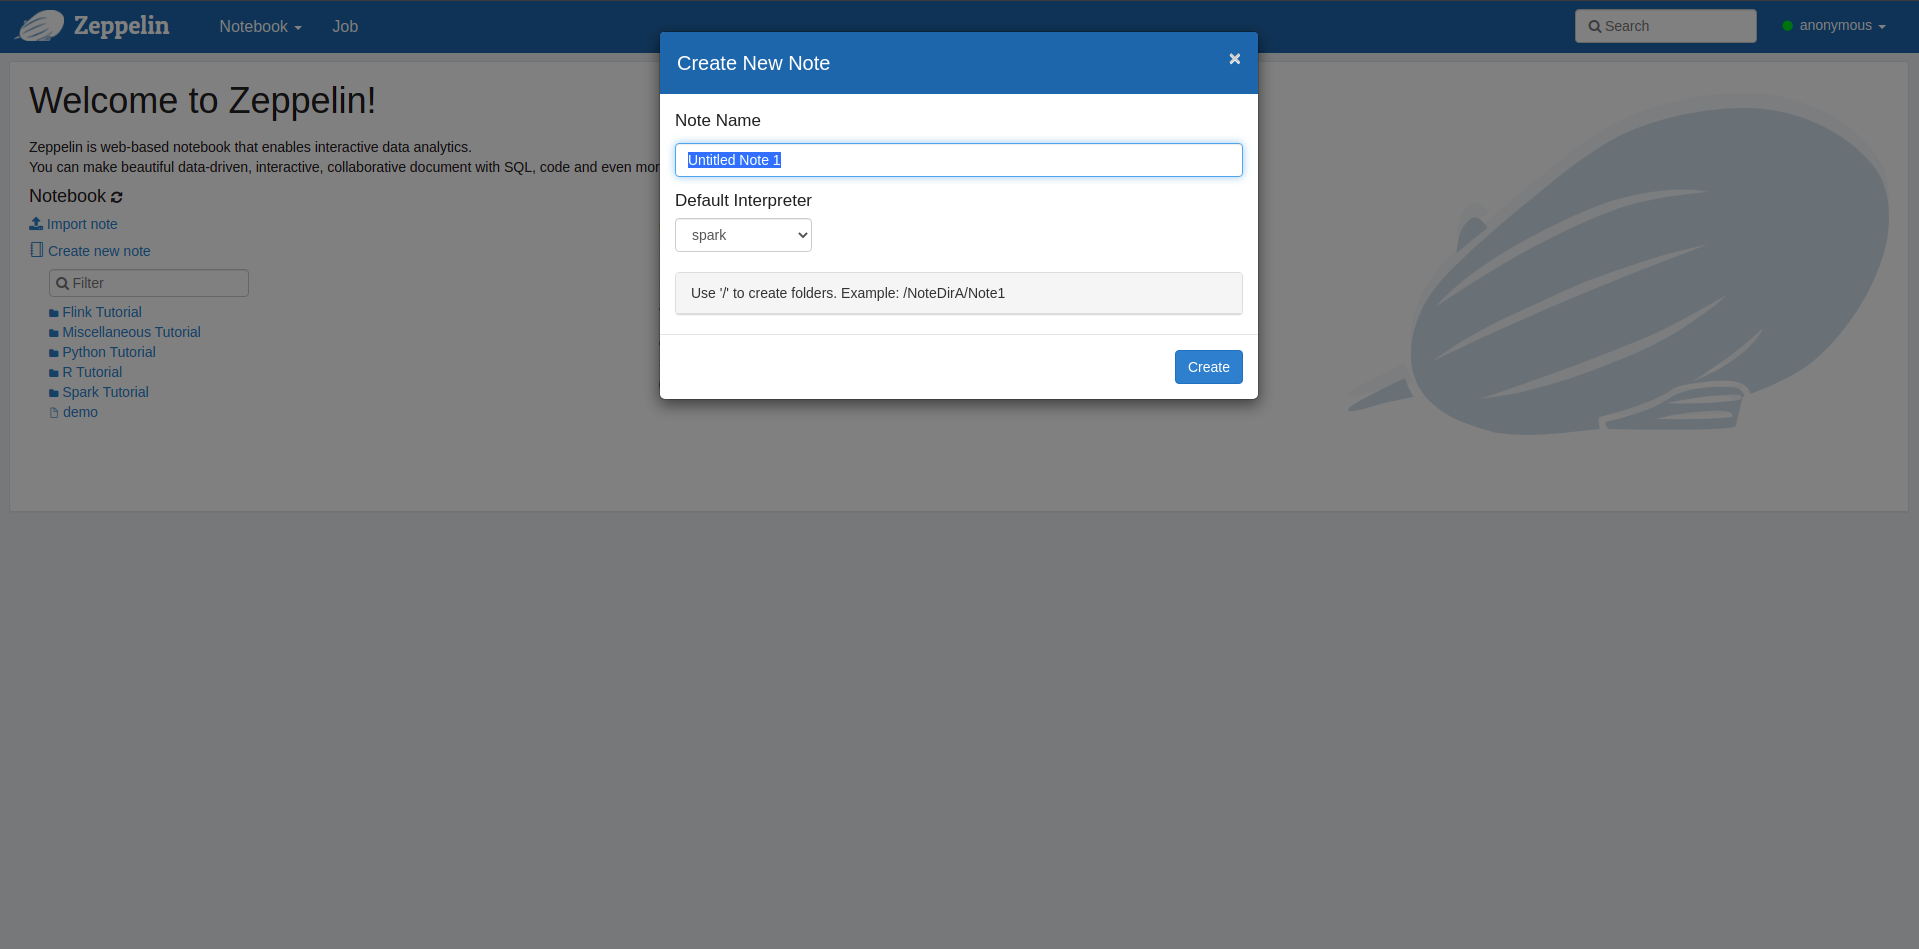 Zeppelin
Notebook
Job
Search
anonymous
Welcome to Zeppelin!
Zeppelin is web-based notebook that enables interactive data analytics.
You can make beautiful data-driven, interactive, collaborative document with SQL, code and even mor
Notebook
Import note
Create new note
Filter
Flink Tutorial
Miscellaneous Tutorial
Python Tutorial
R Tutorial
Spark Tutorial
demo
Create New Note
×
Note Name
Untitled Note 1
Default Interpreter
spark
Use '/' to create folders. Example: /NoteDirA/Note1
Create